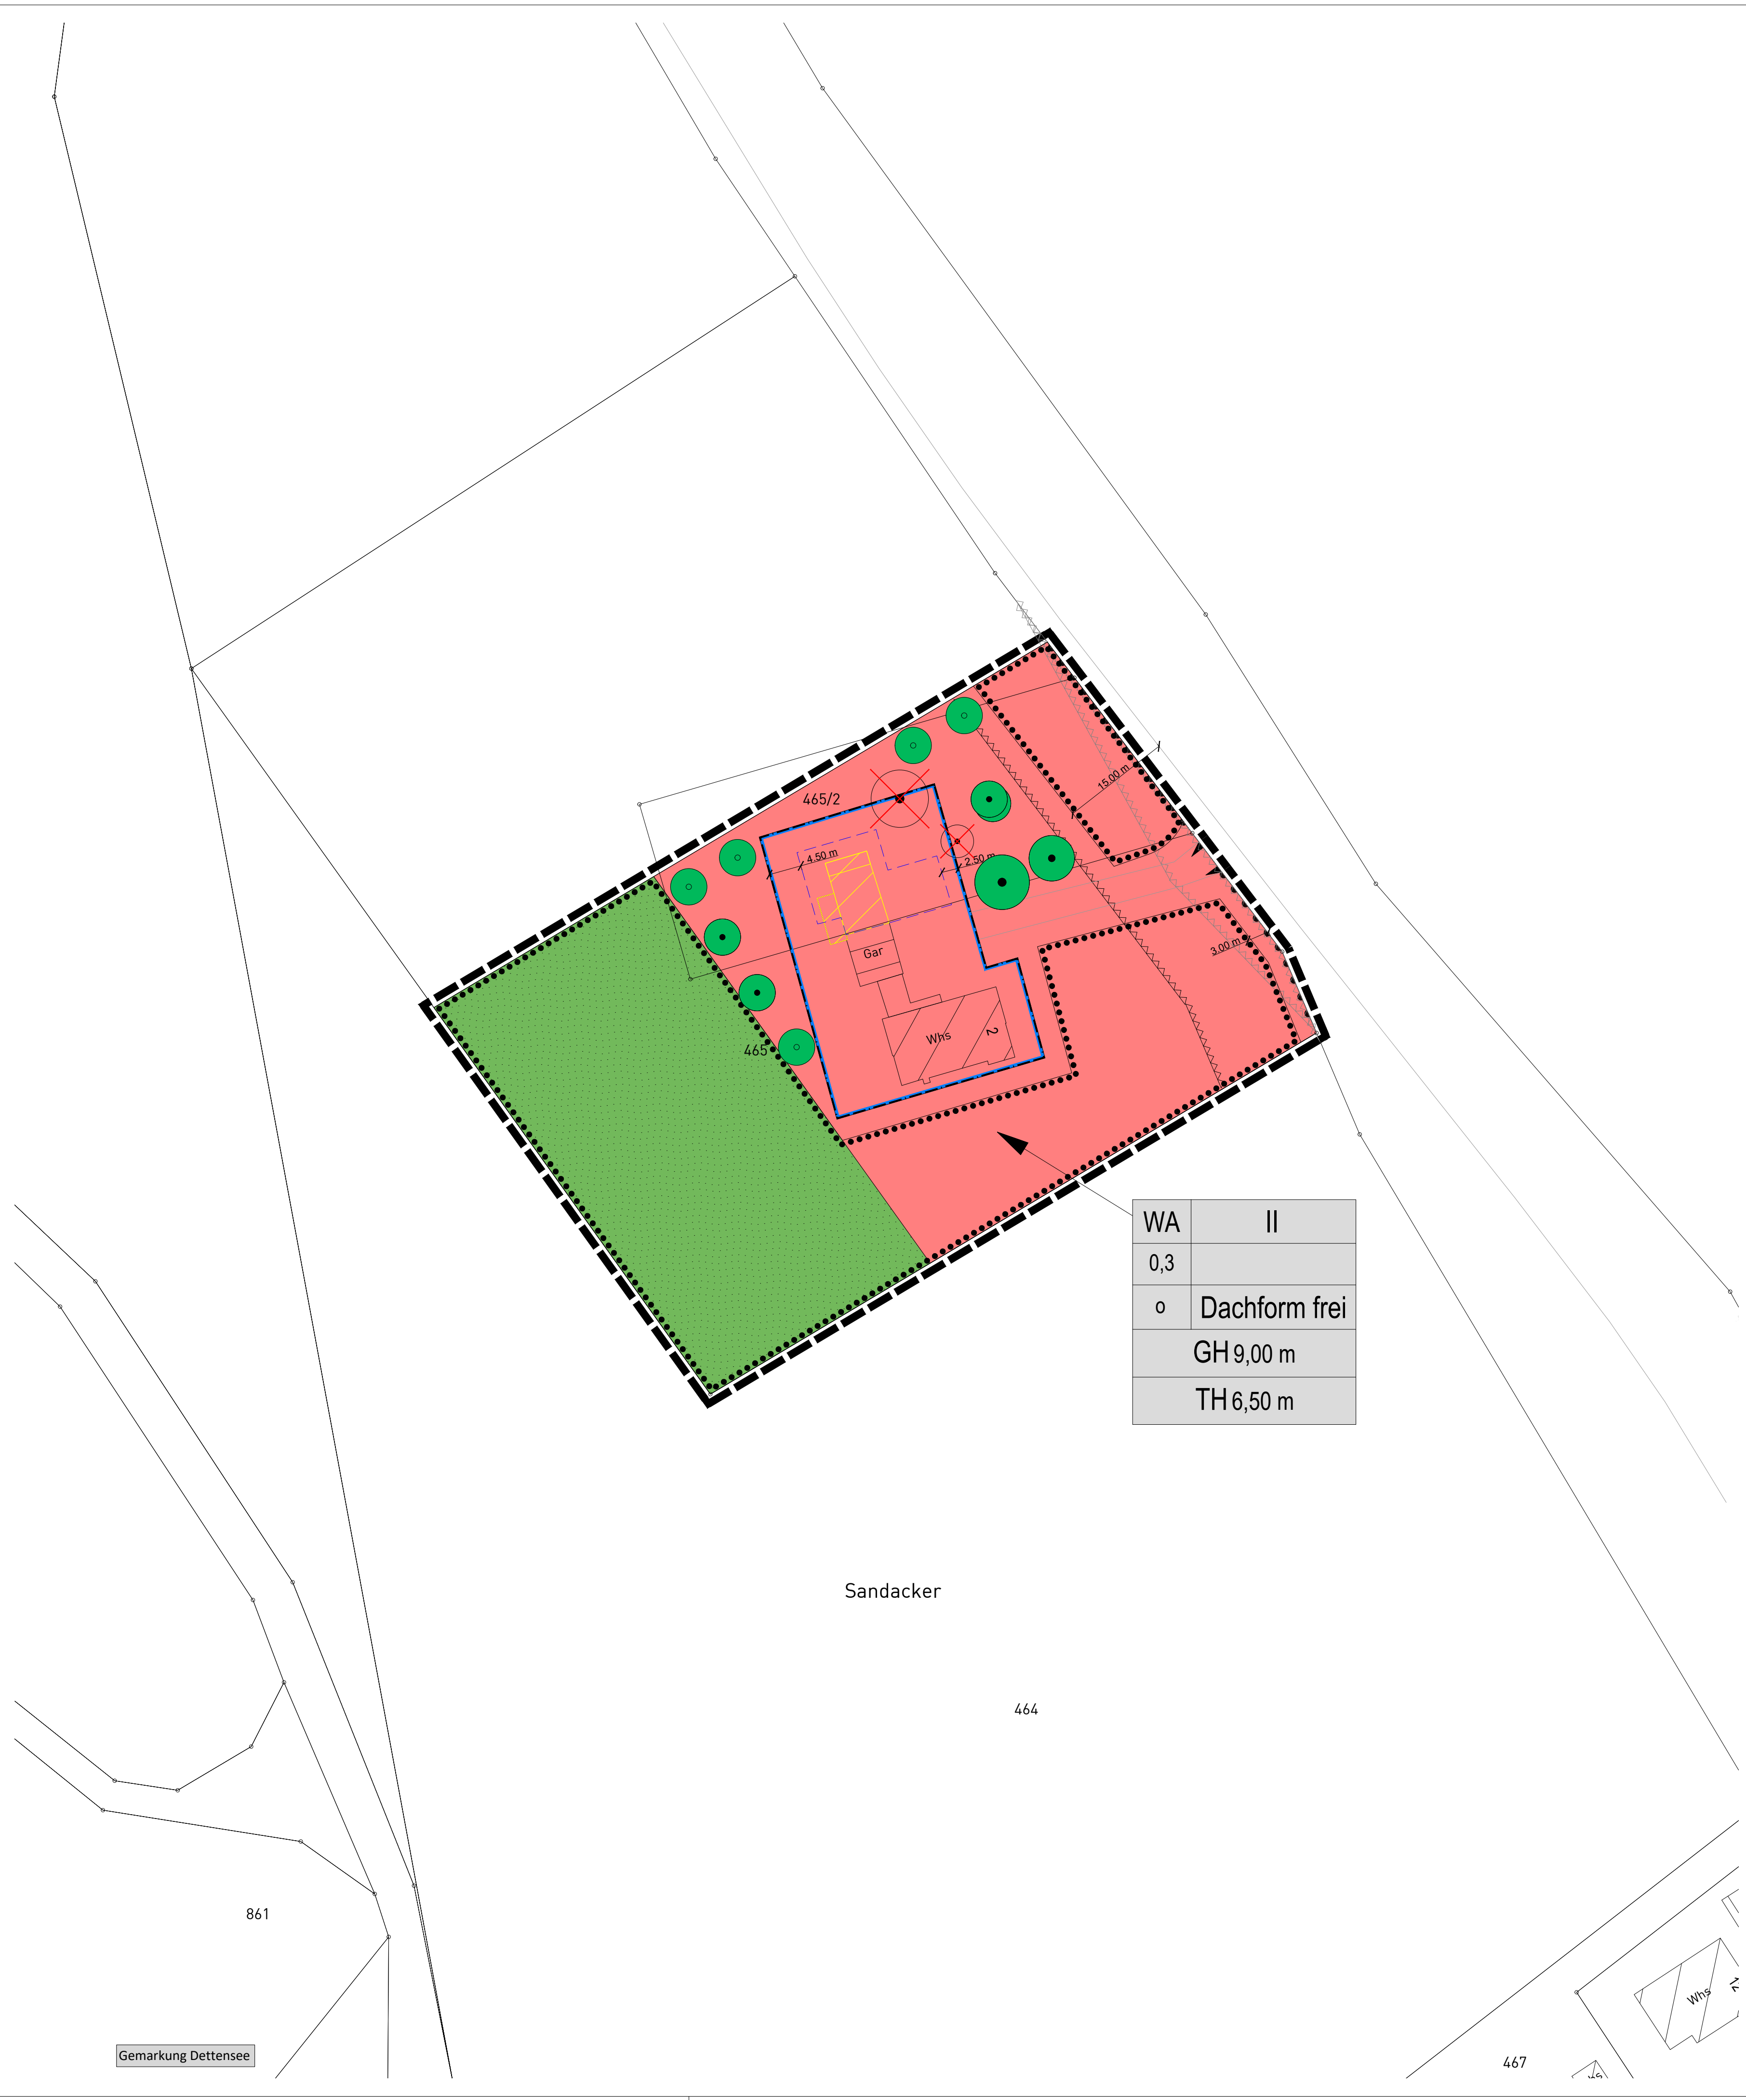 465/2
15.00 m
4.50 m
2.50 m
3.00 m
Gar
Whs
2
465
WA II
0,3
o Dachform frei
GH 9,00 m
TH 6,50 m
Sandacker
464
861
Whs
12
Gemarkung Dettensee
467